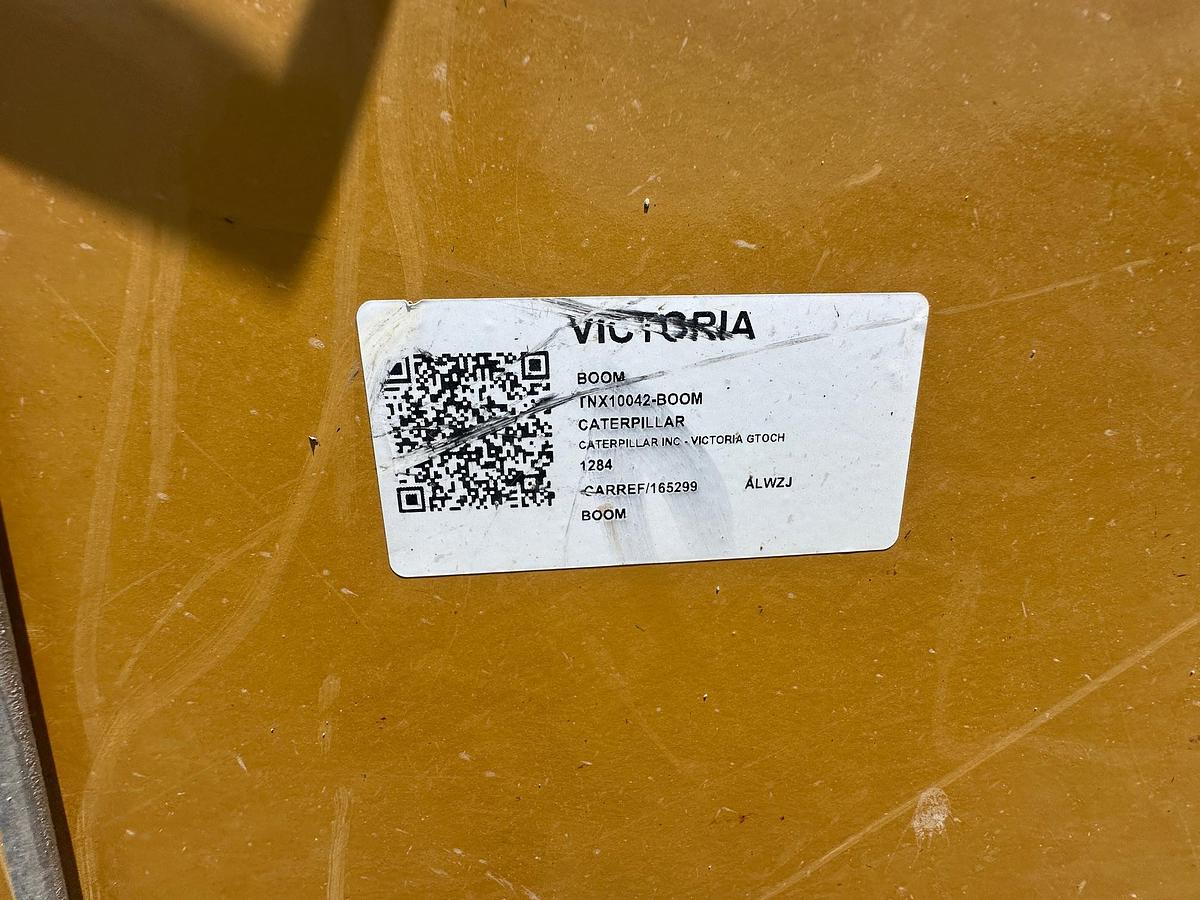 VICTORIA
BOOM
TNX10042-BOOM
CATERPILLAR
CATERPILLAR INC - VICTORIA GTOCH
1284
CARREF/165299 ALWZJ
BOOM